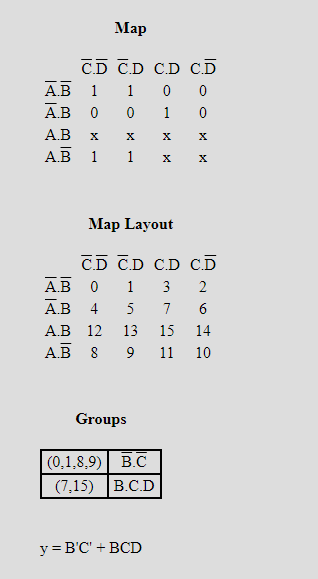 Map
C̅.D̅ C̅.D C.D C.D̅
A̅.B̅ 1 1 0 0
A̅.B 0 0 1 0
A.B x x x x
A.B̅ 1 1 x x
Map Layout
C̅.D̅ C̅.D C.D C.D̅
A̅.B̅ 0 1 3 2
A̅.B 4 5 7 6
A.B 12 13 15 14
A.B̅ 8 9 11 10
Groups
(0,1,8,9) B̅.C̅
(7,15) B.C.D
y = B'C' + BCD